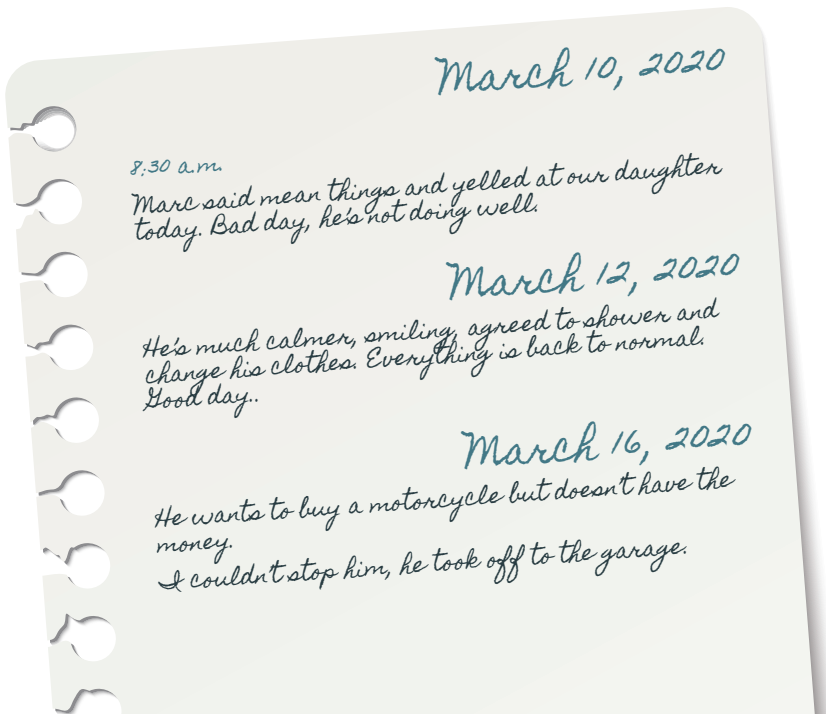 March 10, 2020
8:30 a.m.
Marc said mean things and yelled at our daughter
today. Bad day, he's not doing well.
March 12, 2020
He's much calmer, smiling, agreed to shower and
change his clothes. Everything is back to normal.
Good day..
March 16, 2020
He wants to buy a motorcycle but doesn't have the
money.
I couldn't stop him, he took off to the garage.